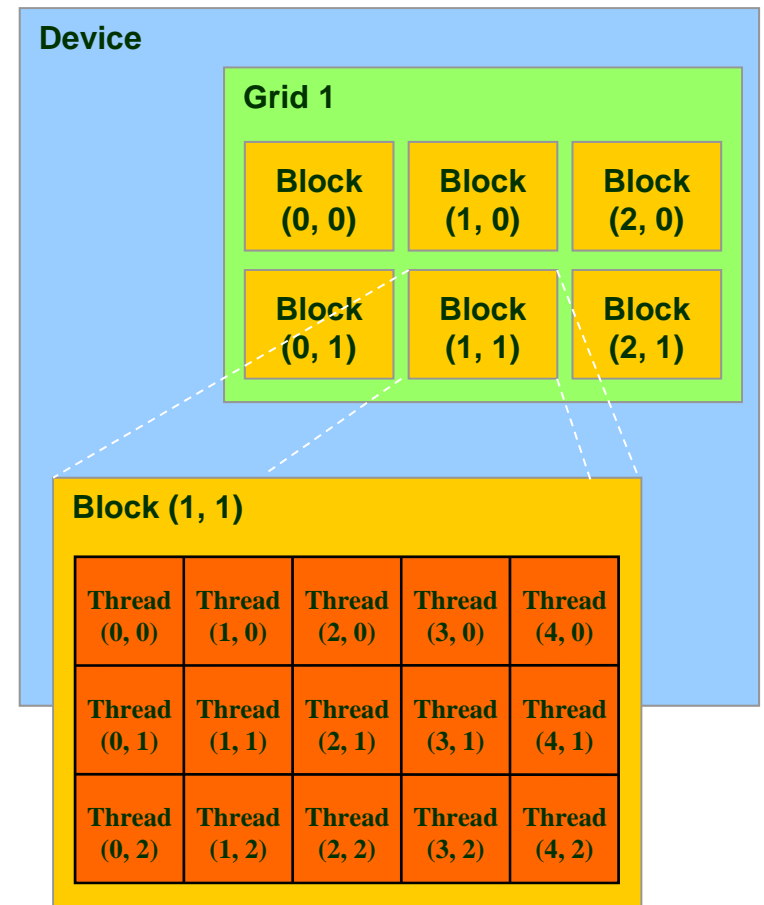 Device
Grid 1
Block
(0, 0)
Block
(1, 0)
Block
(2, 0)
Block
(0, 1)
Block
(1, 1)
Block
(2, 1)
Block (1, 1)
Thread
(0, 0)
Thread
(1, 0)
Thread
(2, 0)
Thread
(3, 0)
Thread
(4, 0)
Thread
(0, 1)
Thread
(1, 1)
Thread
(2, 1)
Thread
(3, 1)
Thread
(4, 1)
Thread
(0, 2)
Thread
(1, 2)
Thread
(2, 2)
Thread
(3, 2)
Thread
(4, 2)